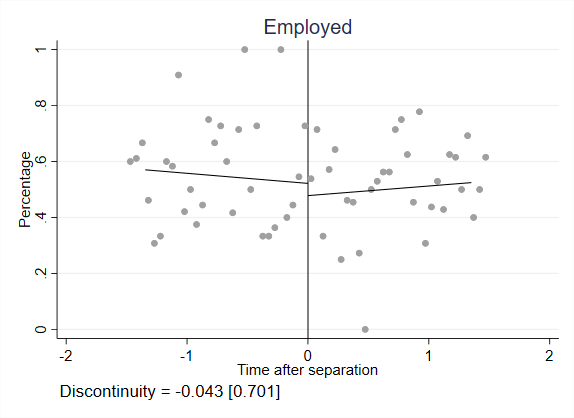 Employed
Percentage
1
.8
.6
.4
.2
0
-2 -1 0 1 2
Time after separation
Discontinuity = -0.043 [0.701]